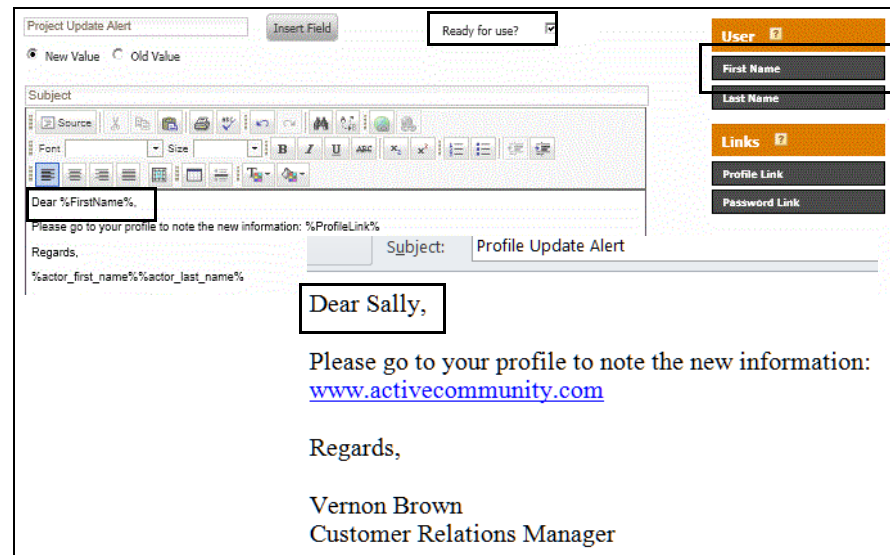 Project Update Alert
Insert Field
Ready for use?
New Value Old Value
Subject
Source
Font Size
B I U ABC x₂ x²
Dear %FirstName%,
Please go to your profile to note the new information: %ProfileLink%
Regards,
%actor_first_name%%actor_last_name%
User ?
First Name
Last Name
Links ?
Profile Link
Password Link
Subject: Profile Update Alert
Dear Sally,
Please go to your profile to note the new information:
www.activecommunity.com
Regards,
Vernon Brown
Customer Relations Manager